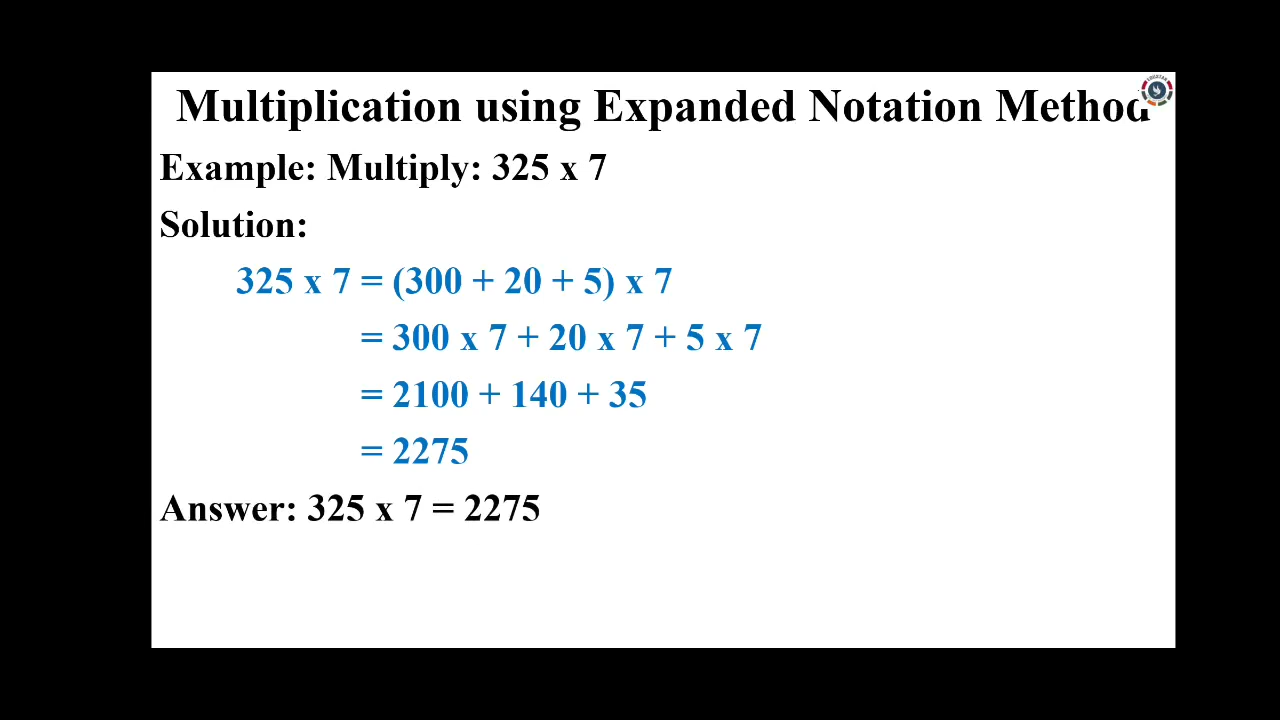 Multiplication using Expanded Notation Method
Example: Multiply: 325 x 7
Solution:
325 x 7 = (300 + 20 + 5) x 7
= 300 x 7 + 20 x 7 + 5 x 7
= 2100 + 140 + 35
= 2275
Answer: 325 x 7 = 2275